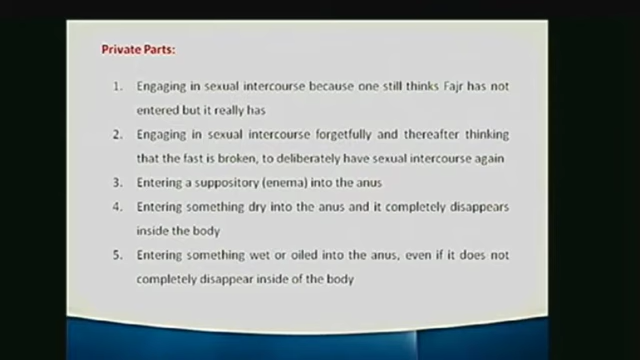 Private Parts:
1. Engaging in sexual intercourse because one still thinks Fajr has not
entered but it really has
2. Engaging in sexual intercourse forgetfully and thereafter thinking
that the fast is broken, to deliberately have sexual intercourse again
3. Entering a suppository (enema) into the anus
4. Entering something dry into the anus and it completely disappears
inside the body
5. Entering something wet or oiled into the anus, even if it does not
completely disappear inside of the body